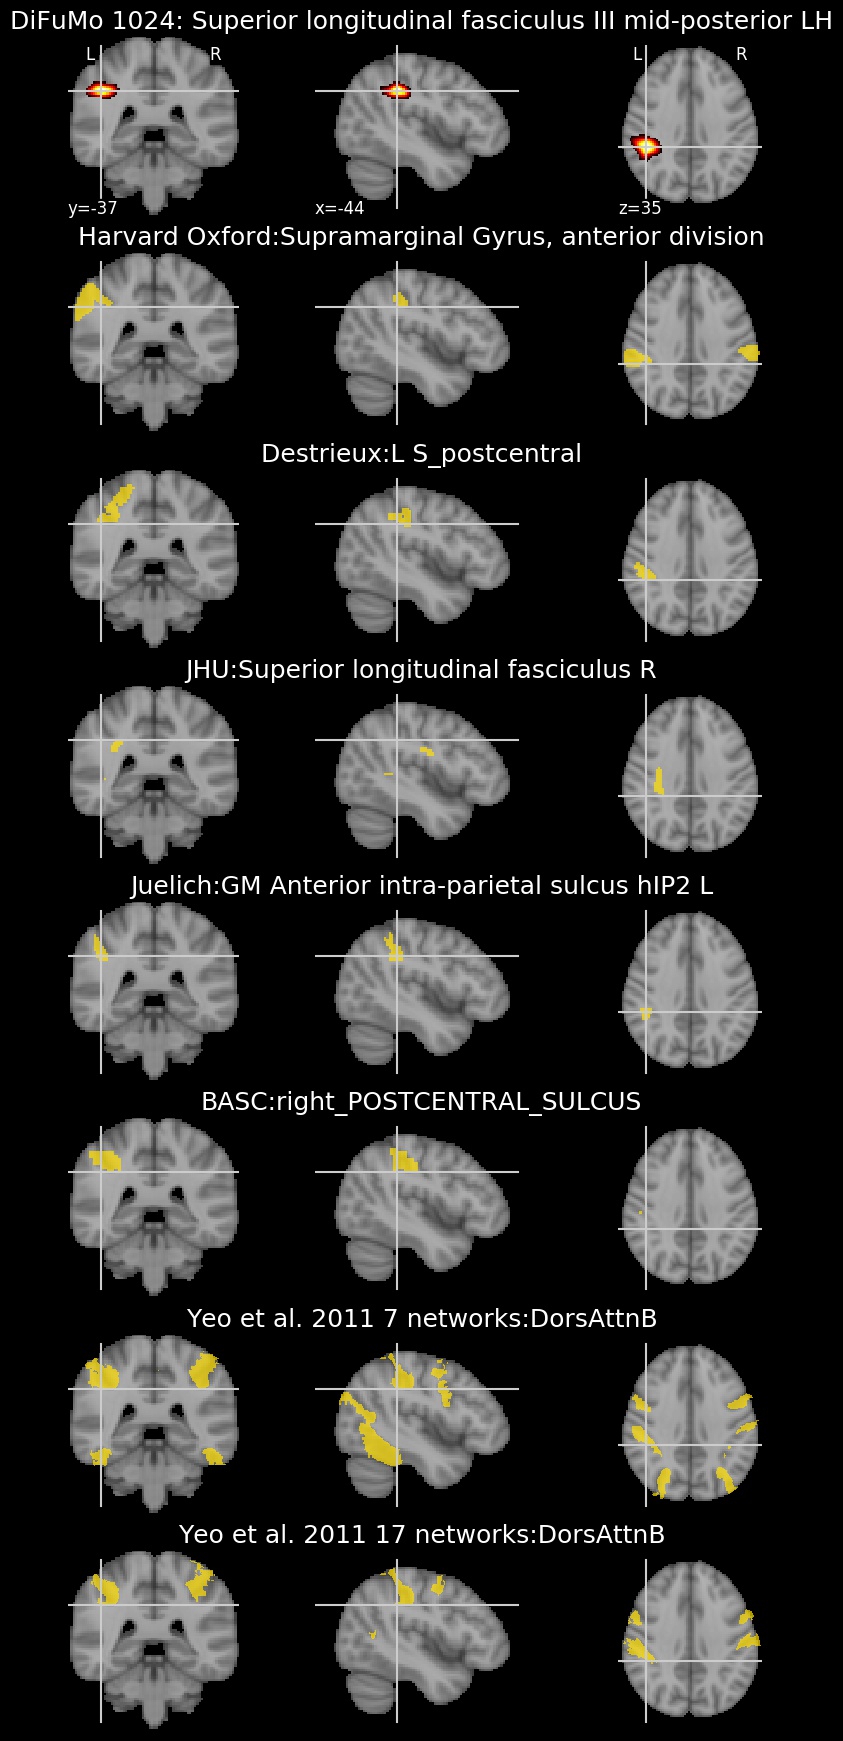 DiFuMo 1024: Superior longitudinal fasciculus III mid-posterior LH
L R L R
y=-37 x=-44 z=35
Harvard Oxford:Supramarginal Gyrus, anterior division
Destrieux:L S_postcentral
JHU:Superior longitudinal fasciculus R
Juelich:GM Anterior intra-parietal sulcus hIP2 L
BASC:right_POSTCENTRAL_SULCUS
Yeo et al. 2011 7 networks:DorsAttnB
Yeo et al. 2011 17 networks:DorsAttnB